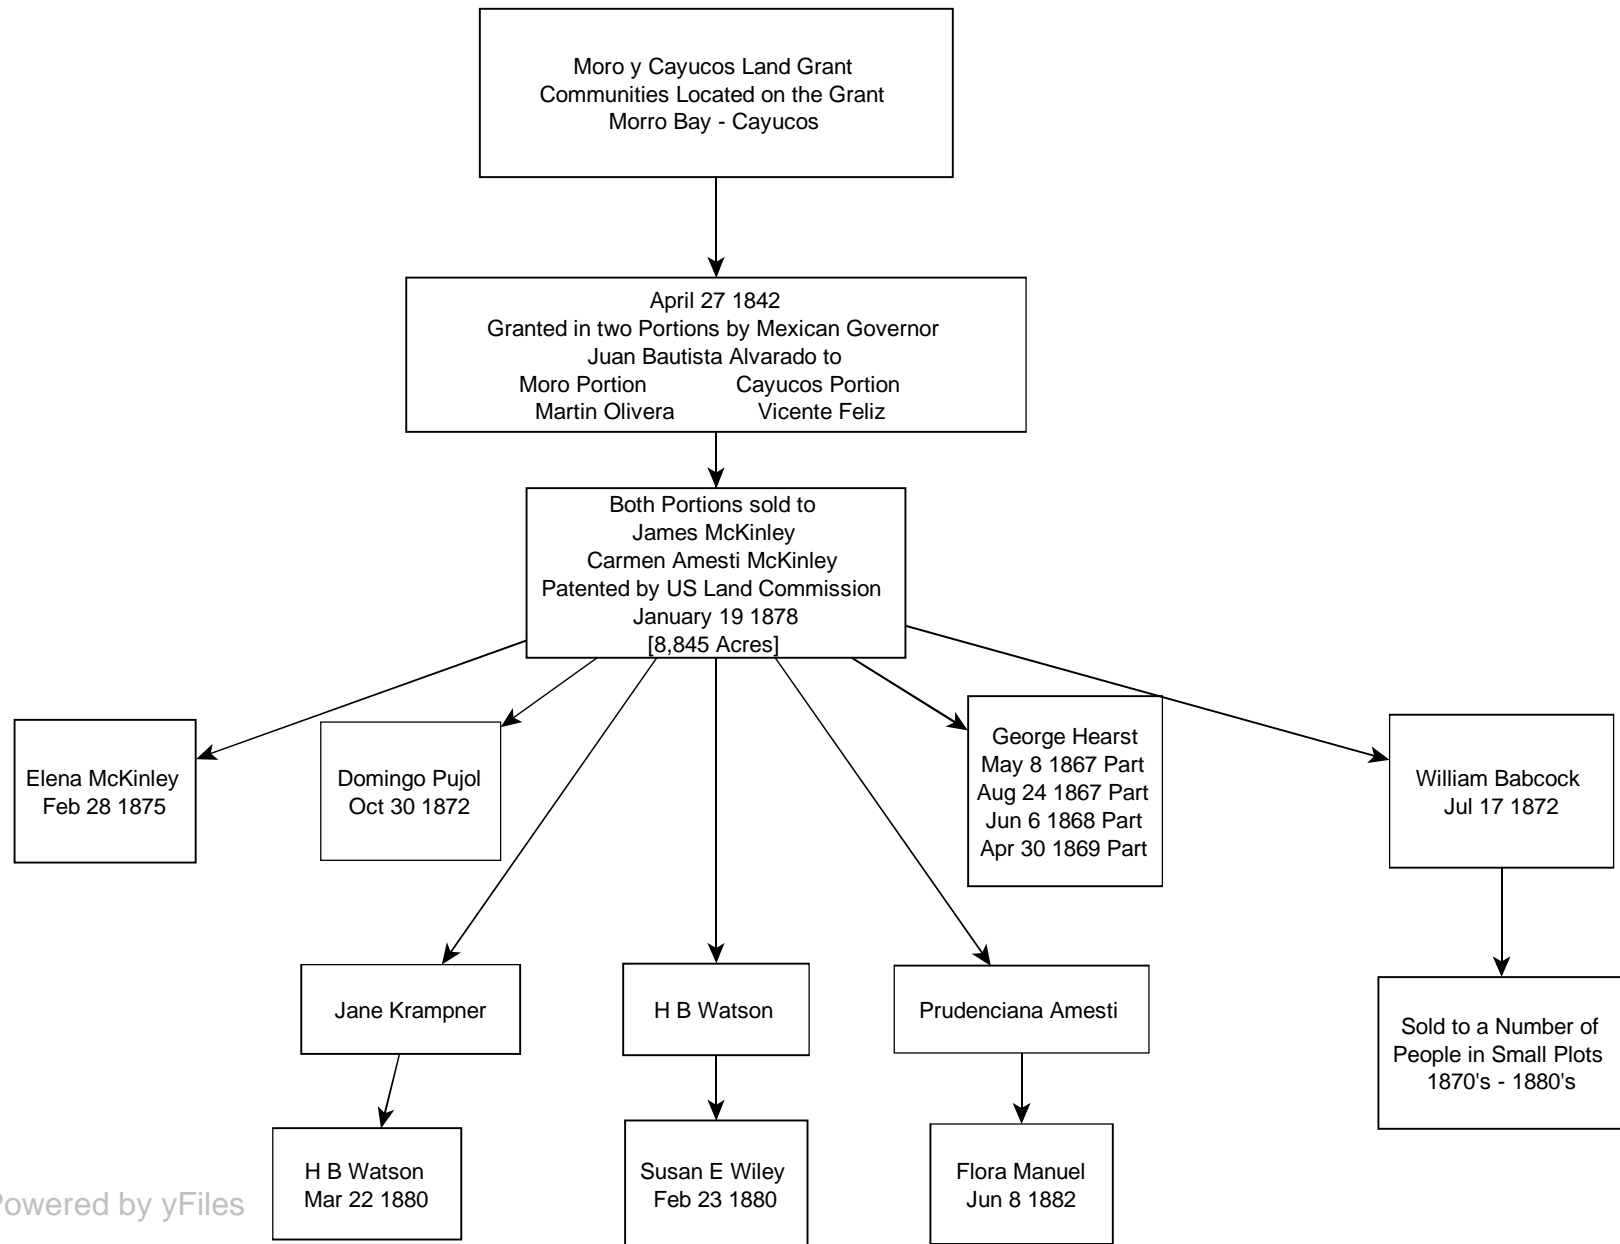 Moro y Cayucos Land Grant
Communities Located on the Grant
Morro Bay - Cayucos
April 27 1842
Granted in two Portions by Mexican Governor
Juan Bautista Alvarado to
Moro Portion Cayucos Portion
Martin Olivera Vicente Feliz
Both Portions sold to
James McKinley
Carmen Amesti McKinley
Patented by US Land Commission
January 19 1878
[8,845 Acres]
Elena McKinley
Feb 28 1875
Domingo Pujol
Oct 30 1872
George Hearst
May 8 1867 Part
Aug 24 1867 Part
Jun 6 1868 Part
Apr 30 1869 Part
William Babcock
Jul 17 1872
Jane Krampner
H B Watson
Prudenciana Amesti
Sold to a Number of
People in Small Plots
1870's - 1880's
H B Watson
Mar 22 1880
Susan E Wiley
Feb 23 1880
Flora Manuel
Jun 8 1882
Powered by yFiles